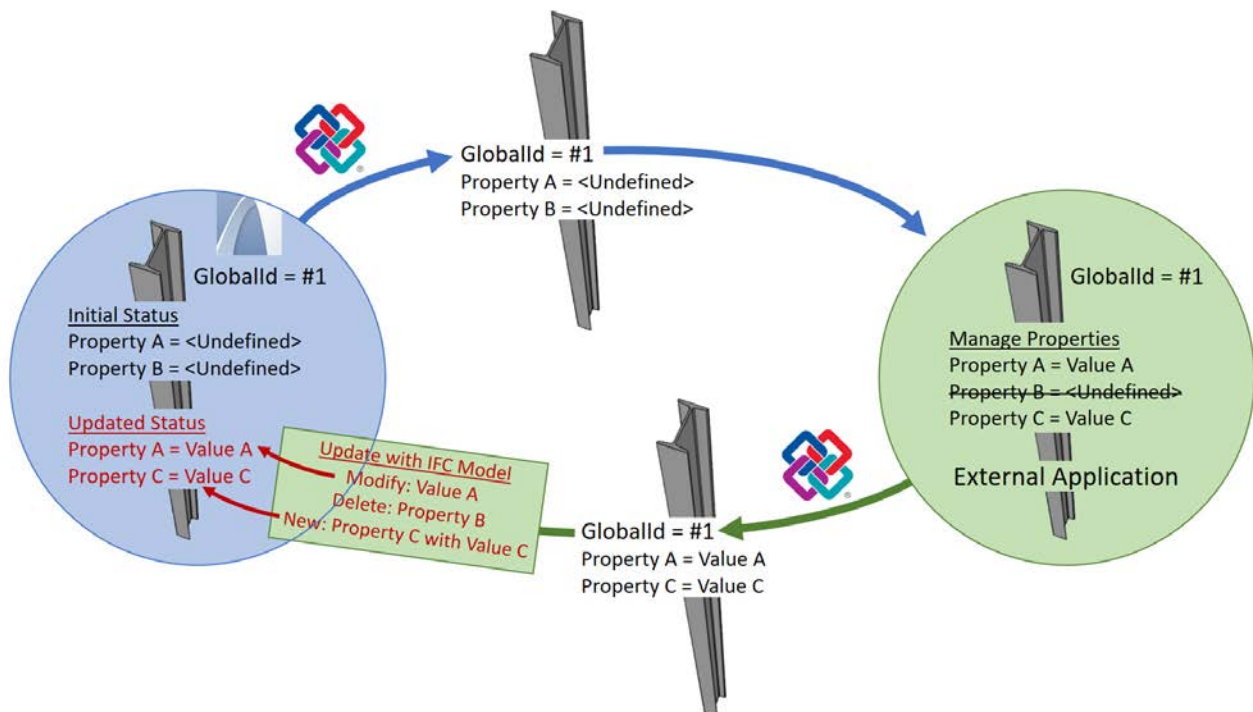 GlobalId = #1
Property A = <Undefined>
Property B = <Undefined>
GlobalId = #1
Initial Status
Property A = <Undefined>
Property B = <Undefined>
Updated Status
Property A = Value A
Property C = Value C
Update with IFC Model
Modify: Value A
Delete: Property B
New: Property C with Value C
GlobalId = #1
Property A = Value A
Property C = Value C
GlobalId = #1
Manage Properties
Property A = Value A
Property B = <Undefined>
Property C = Value C
External Application
®
®